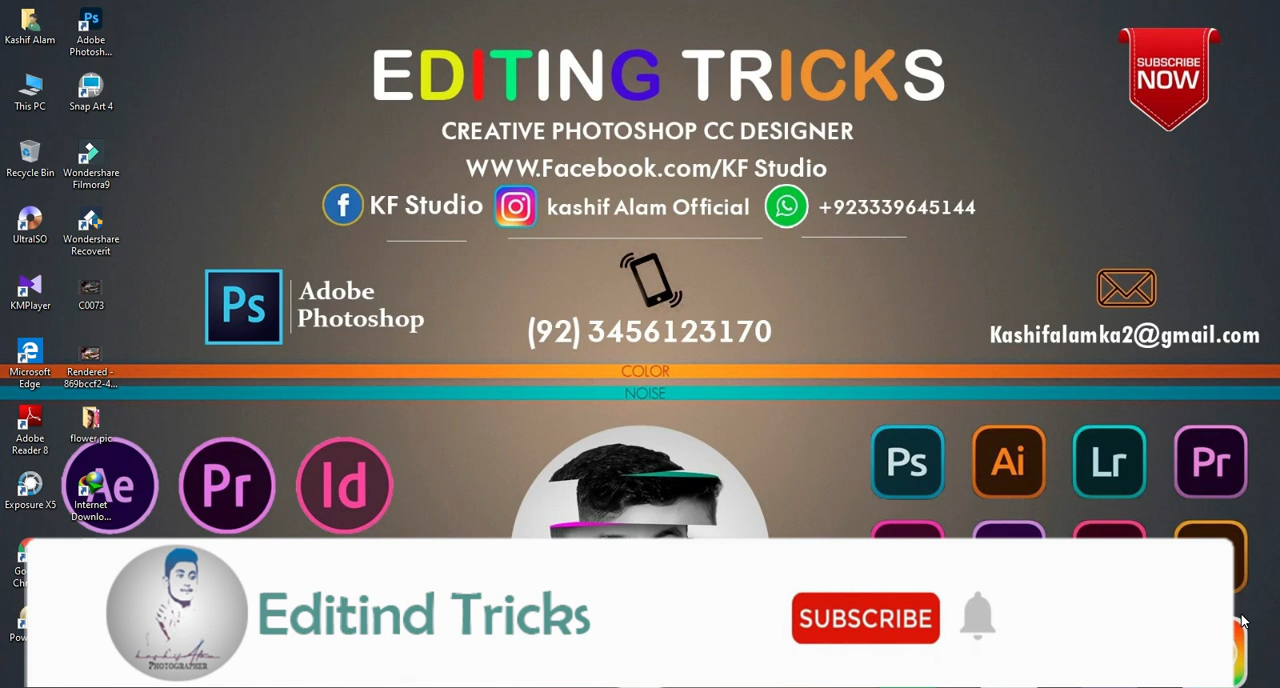 Kashif Alam
Adobe
Photosh...
This PC
Snap Art 4
Recycle Bin
Wondershare
Filmora9
UltraISO
Wondershare
Recoverit
KMPlayer
C0073
Microsoft
Edge
Rendered -
869bccf2-4...
Adobe
Reader 8
flower pic
Exposure X5
Internet
Downlo...
EDITING TRICKS
SUBSCRIBE
NOW
CREATIVE PHOTOSHOP CC DESIGNER
WWW.Facebook.com/KF Studio
f KF Studio kashif Alam Official +923339645144
Ps
Adobe
Photoshop
(92) 3456123170
Kashifalamka2@gmail.com
COLOR
NOISE
Ae Pr Id
Ps Ai Lr Pr
Editind Tricks
SUBSCRIBE
PHOTOGRAPHER